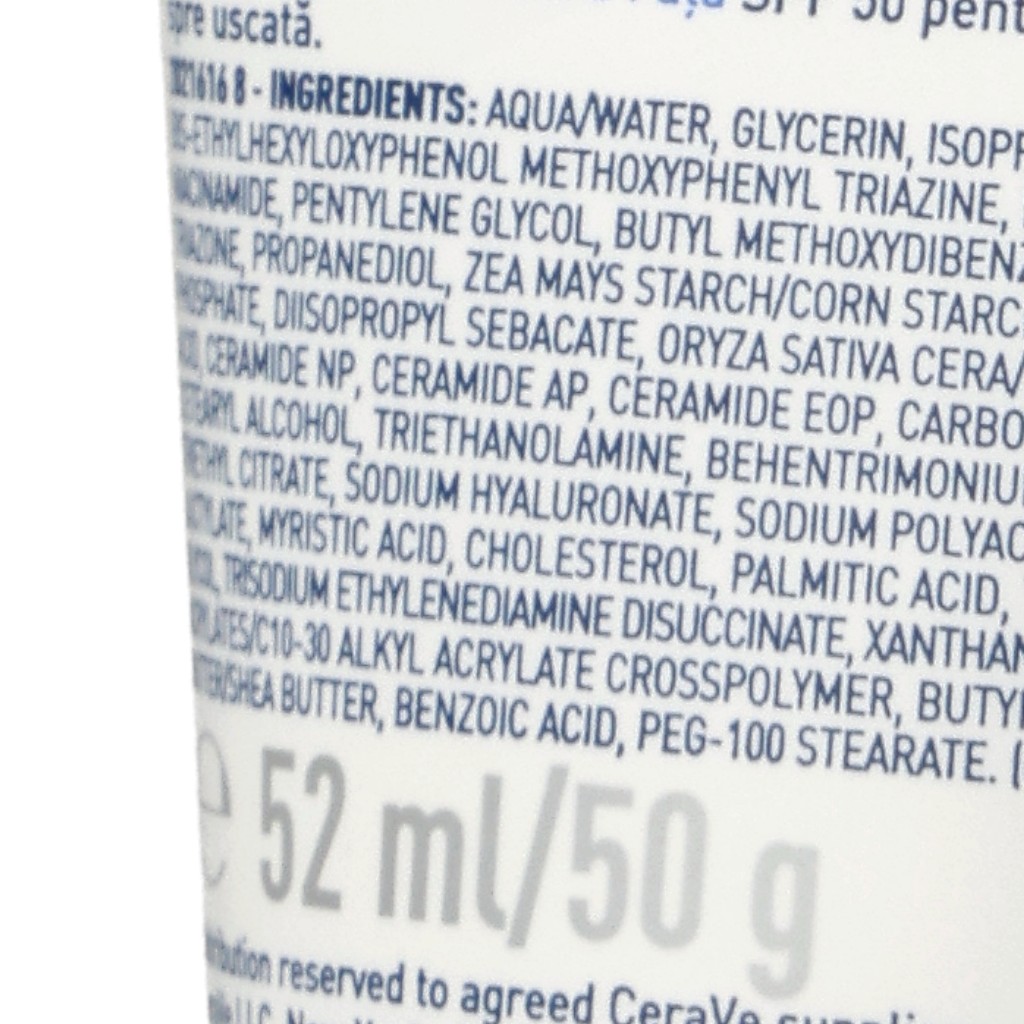 spre uscată.
B - INGREDIENTS: AQUA/WATER, GLYCERIN, ISOPR
ETHYLHEXYLOXYPHENOL METHOXYPHENYL TRIAZINE,
PENTYLENE GLYCOL, BUTYL METHOXYDIBENZ
PROPANEDIOL, ZEA MAYS STARCH/CORN STARC
DIISOPROPYL SEBACATE, ORYZA SATIVA CERA/
CERAMIDE NP, CERAMIDE AP, CERAMIDE EOP, CARBO
ALCOHOL, TRIETHANOLAMINE, BEHENTRIMONIU
CITRATE, SODIUM HYALURONATE, SODIUM POLYAC
MYRISTIC ACID, CHOLESTEROL, PALMITIC ACID,
TRISODIUM ETHYLENEDIAMINE DISUCCINATE, XANTHAN
/C10-30 ALKYL ACRYLATE CROSSPOLYMER, BUTY
/SHEA BUTTER, BENZOIC ACID, PEG-100 STEARATE. (
e 52 ml/50 g
reserved to agreed CeraVe